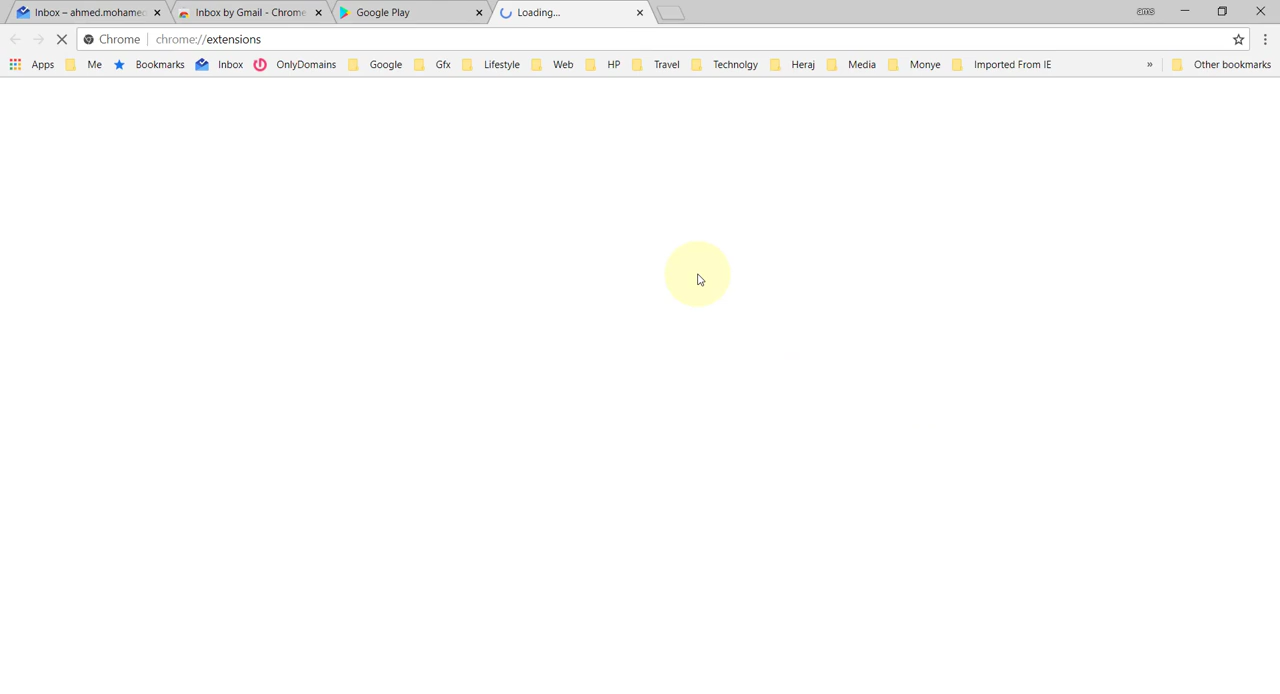 Inbox – ahmed.mohamed
Inbox by Gmail - Chrome
Google Play
Loading...
ams
Chrome chrome://extensions
Apps Me Bookmarks Inbox OnlyDomains Google Gfx Lifestyle Web HP Travel Technolgy Heraj Media Monye Imported From IE » Other bookmarks